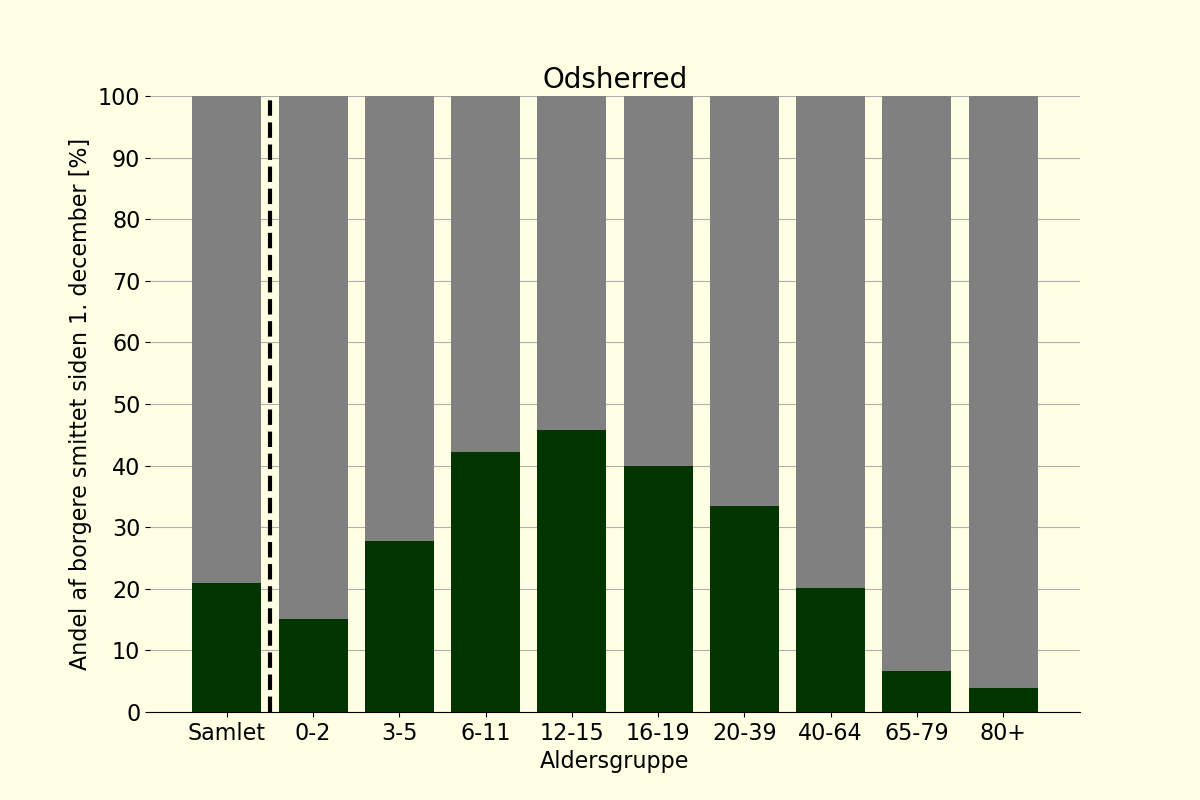 Odsherred
Andel af borgere smittet siden 1. december [%]
100
90
80
70
60
50
40
30
20
10
0
Samlet 0-2 3-5 6-11 12-15 16-19 20-39 40-64 65-79 80+
Aldersgruppe